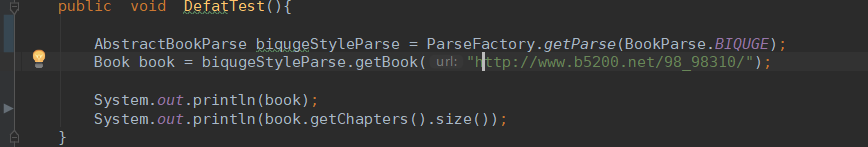 public  void  DefatTest(){
AbstractBookParse biqugeStyleParse = ParseFactory.getParse(BookParse.BIQUGE);
Book book = biqugeStyleParse.getBook( url: "http://www.b5200.net/98_98310/");
System.out.println(book);
System.out.println(book.getChapters().size());
}